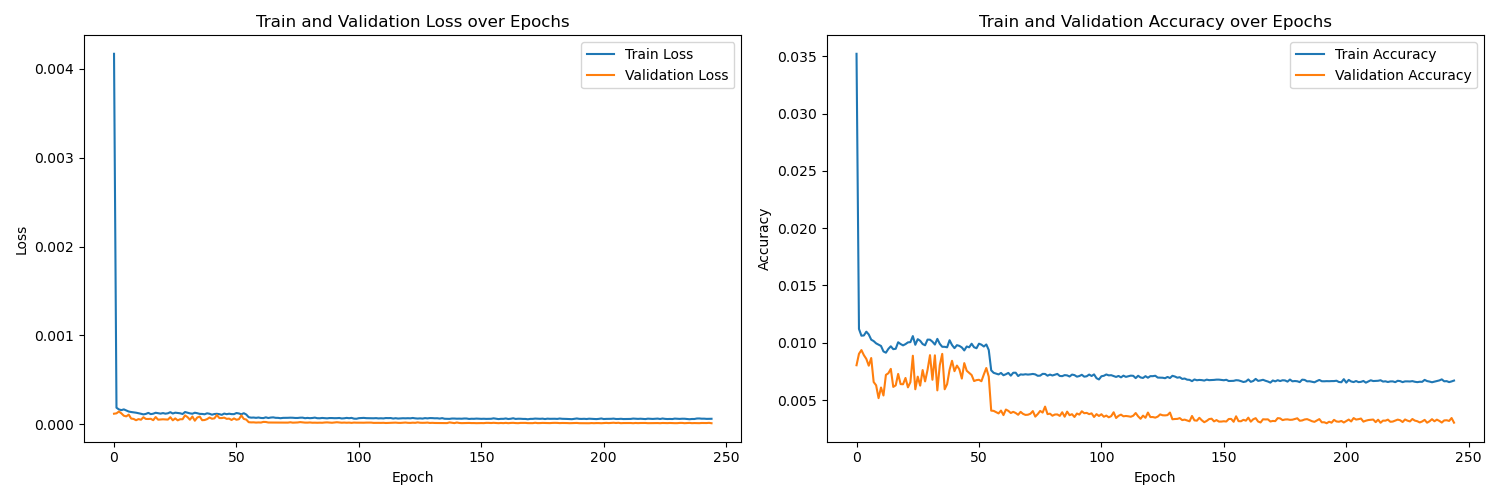 Train and Validation Loss over Epochs
Train Loss
Validation Loss
0.004
0.003
0.002
0.001
0.000
Loss
0
50
100
150
200
250
Epoch
Train and Validation Accuracy over Epochs
Train Accuracy
Validation Accuracy
0.035
0.030
0.025
0.020
0.015
0.010
0.005
Accuracy
0
50
100
150
200
250
Epoch